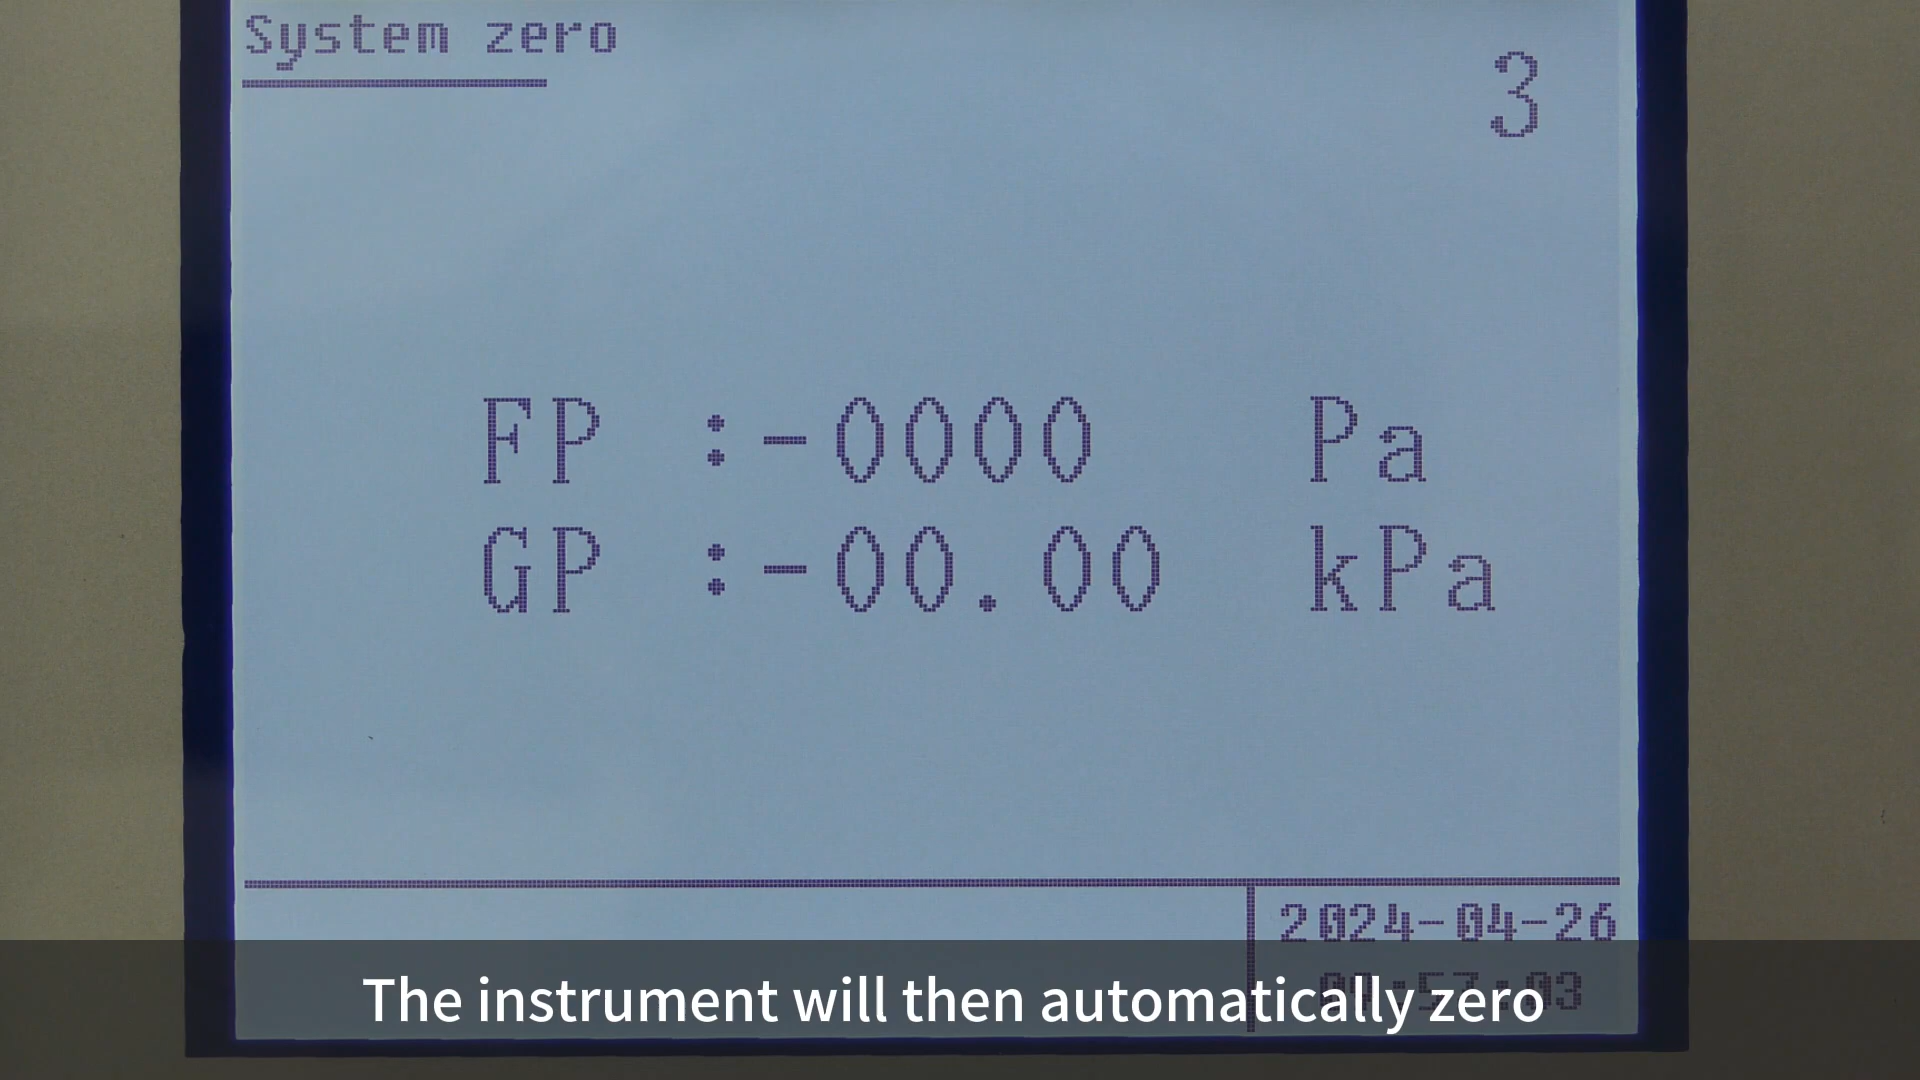 System zero
3
FP :-0000 Pa
GP :-00.00 kPa
2024-04-26
The instrument will then automatically zero